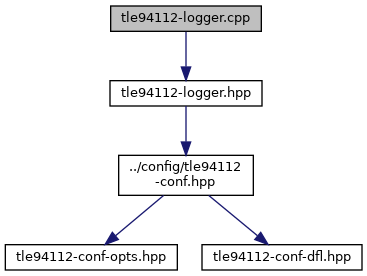 tle94112-logger.cpp
tle94112-logger.hpp
../config/tle94112
-conf.hpp
tle94112-conf-opts.hpp
tle94112-conf-dfl.hpp